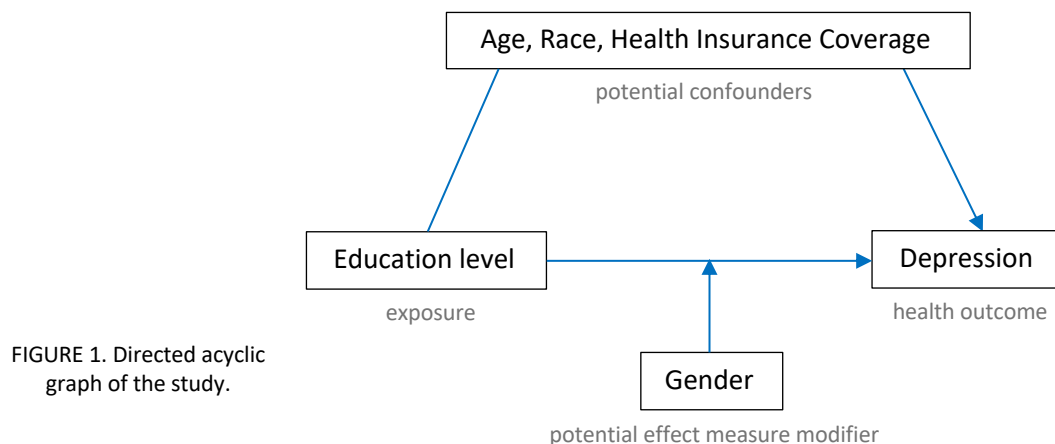 Age, Race, Health Insurance Coverage
potential confounders
Education level
exposure
Depression
health outcome
Gender
potential effect measure modifier
FIGURE 1. Directed acyclic
graph of the study.